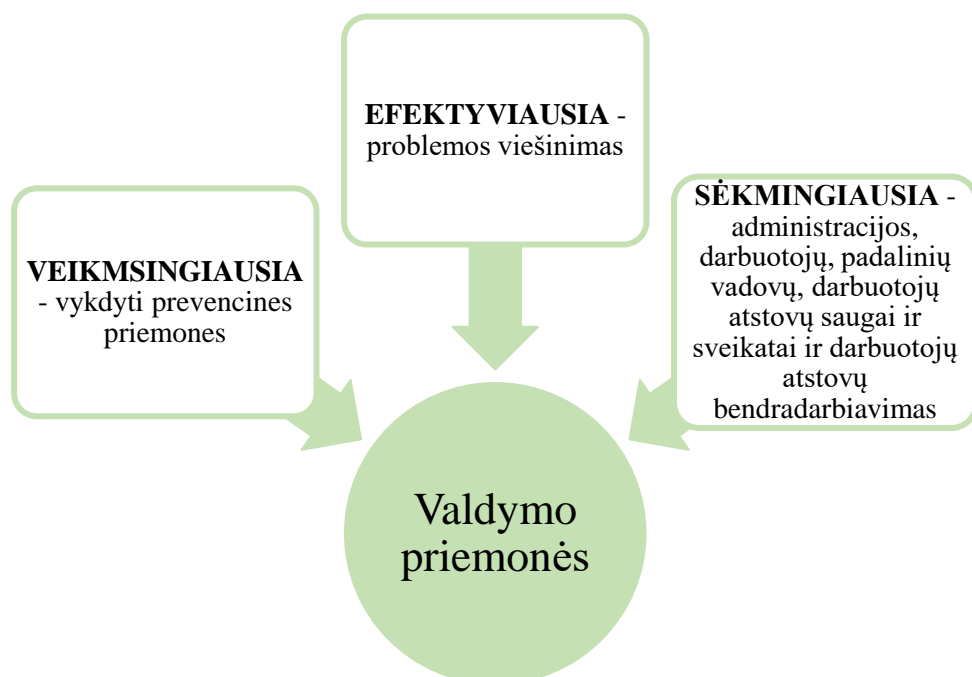 VEIKMSINGIAUSIA
- vykdyti prevencines
priemones
EFEKTYVIAUSIA -
problemos viešinimas
SĖKMINGIAUSIA -
administracijos,
darbuotojų, padalinių
vadovų, darbuotojų
atstovų saugai ir
sveikatai ir darbuotojų
atstovų
bendradarbiavimas
Valdymo
priemonės